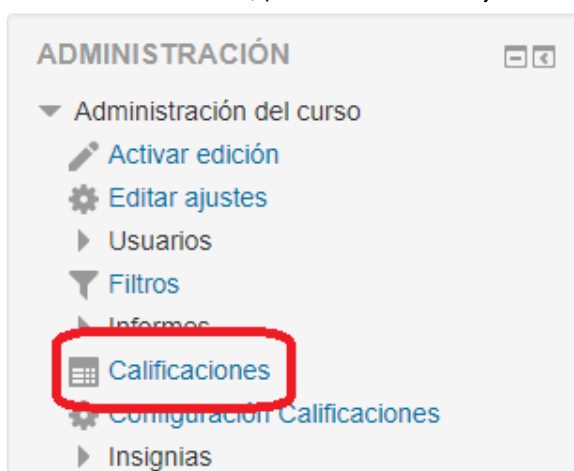 ADMINISTRACIÓN
Administración del curso
Activar edición
Editar ajustes
Usuarios
Filtros
Informes
Calificaciones
Configuración Calificaciones
Insignias